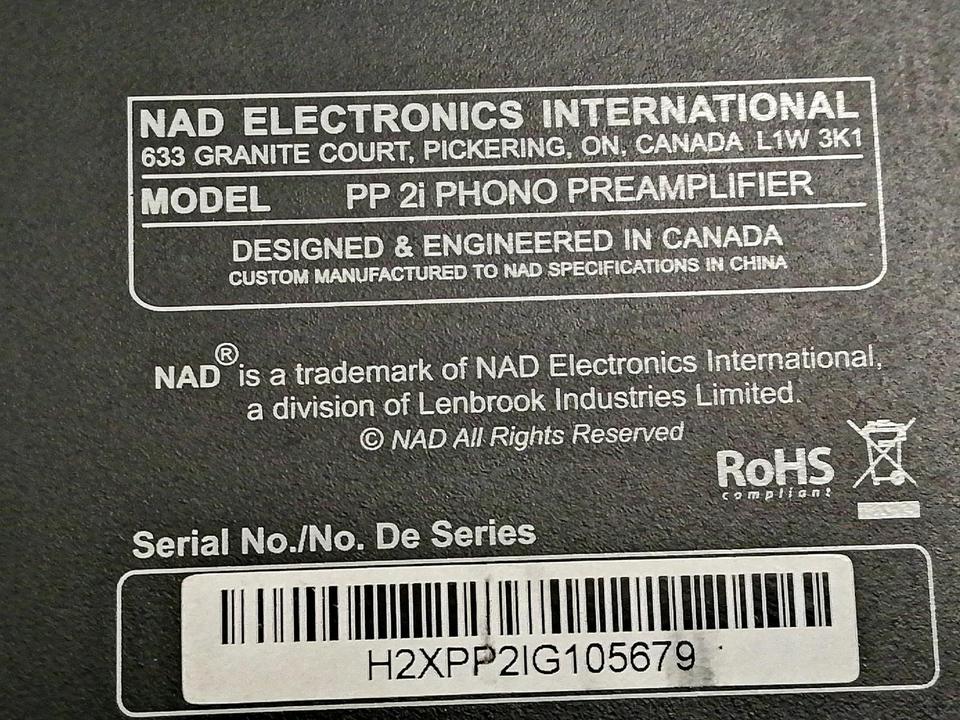 NAD ELECTRONICS INTERNATIONAL
633 GRANITE COURT, PICKERING, ON. CANADA L1W 3K1
MODEL PP 2i PHONO PREAMPLIFIER
DESIGNED & ENGINEERED IN CANADA
CUSTOM MANUFACTURED TO NAD SPECIFICATIONS IN CHINA
NAD® is a trademark of NAD Electronics International,
a division of Lenbrook Industries Limited.
© NAD All Rights Reserved
RoHS
compliant
Serial No./No. De Series
H2XPP2IG105679